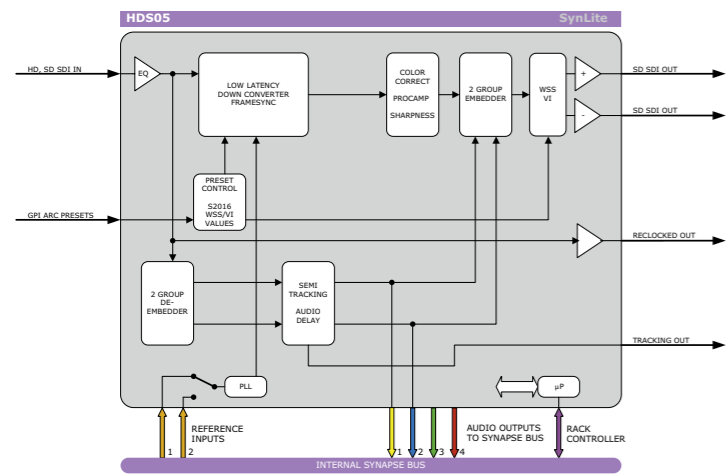 HDS05 SynLite
HD, SD SDI IN
EQ
LOW LATENCY
DOWN CONVERTER
FRAMESYNC
COLOR
CORRECT
PROCAMP
SHARPNESS
2 GROUP
EMBEDDER
WSS
VI
+
-
SD SDI OUT
SD SDI OUT
PRESET
CONTROL
S2016
WSS/VI
VALUES
GPI ARC PRESETS
RECLOCKED OUT
2 GROUP
DE-
EMBEDDER
SEMI
TRACKING
AUDIO
DELAY
TRACKING OUT
PLL
µP
REFERENCE
INPUTS
1 2
1 2 3 4
AUDIO OUTPUTS
TO SYNAPSE BUS
RACK
CONTROLLER
INTERNAL SYNAPSE BUS